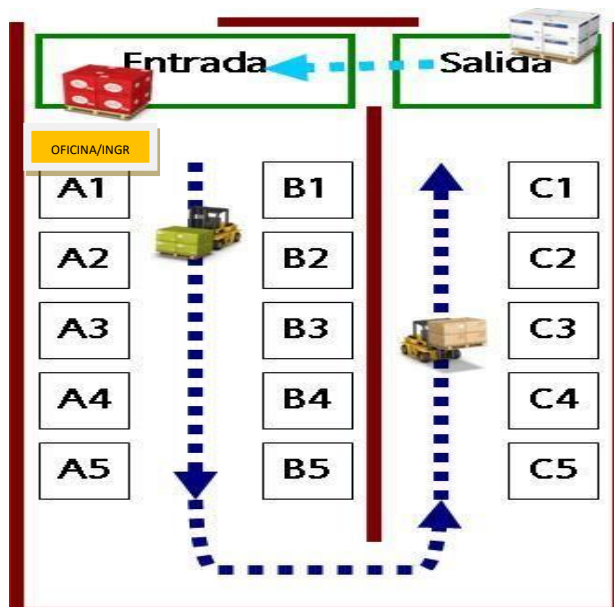 Entrada
Salida
OFICINA/INGR
A1
B1
C1
A2
B2
C2
A3
B3
C3
A4
B4
C4
A5
B5
C5